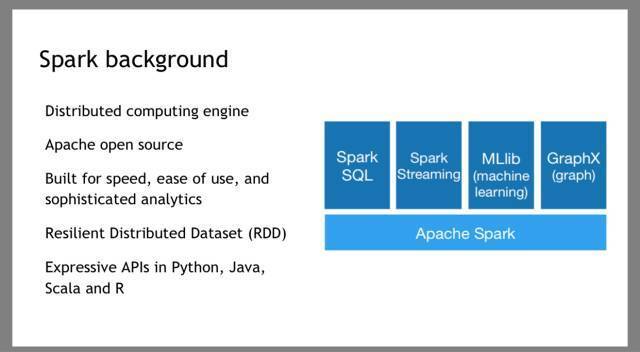 Spark background
Distributed computing engine
Apache open source
Built for speed, ease of use, and
sophisticated analytics
Resilient Distributed Dataset (RDD)
Expressive APIs in Python, Java,
Scala and R
Spark
SQL
Spark
Streaming
MLlib
(machine
learning)
GraphX
(graph)
Apache Spark